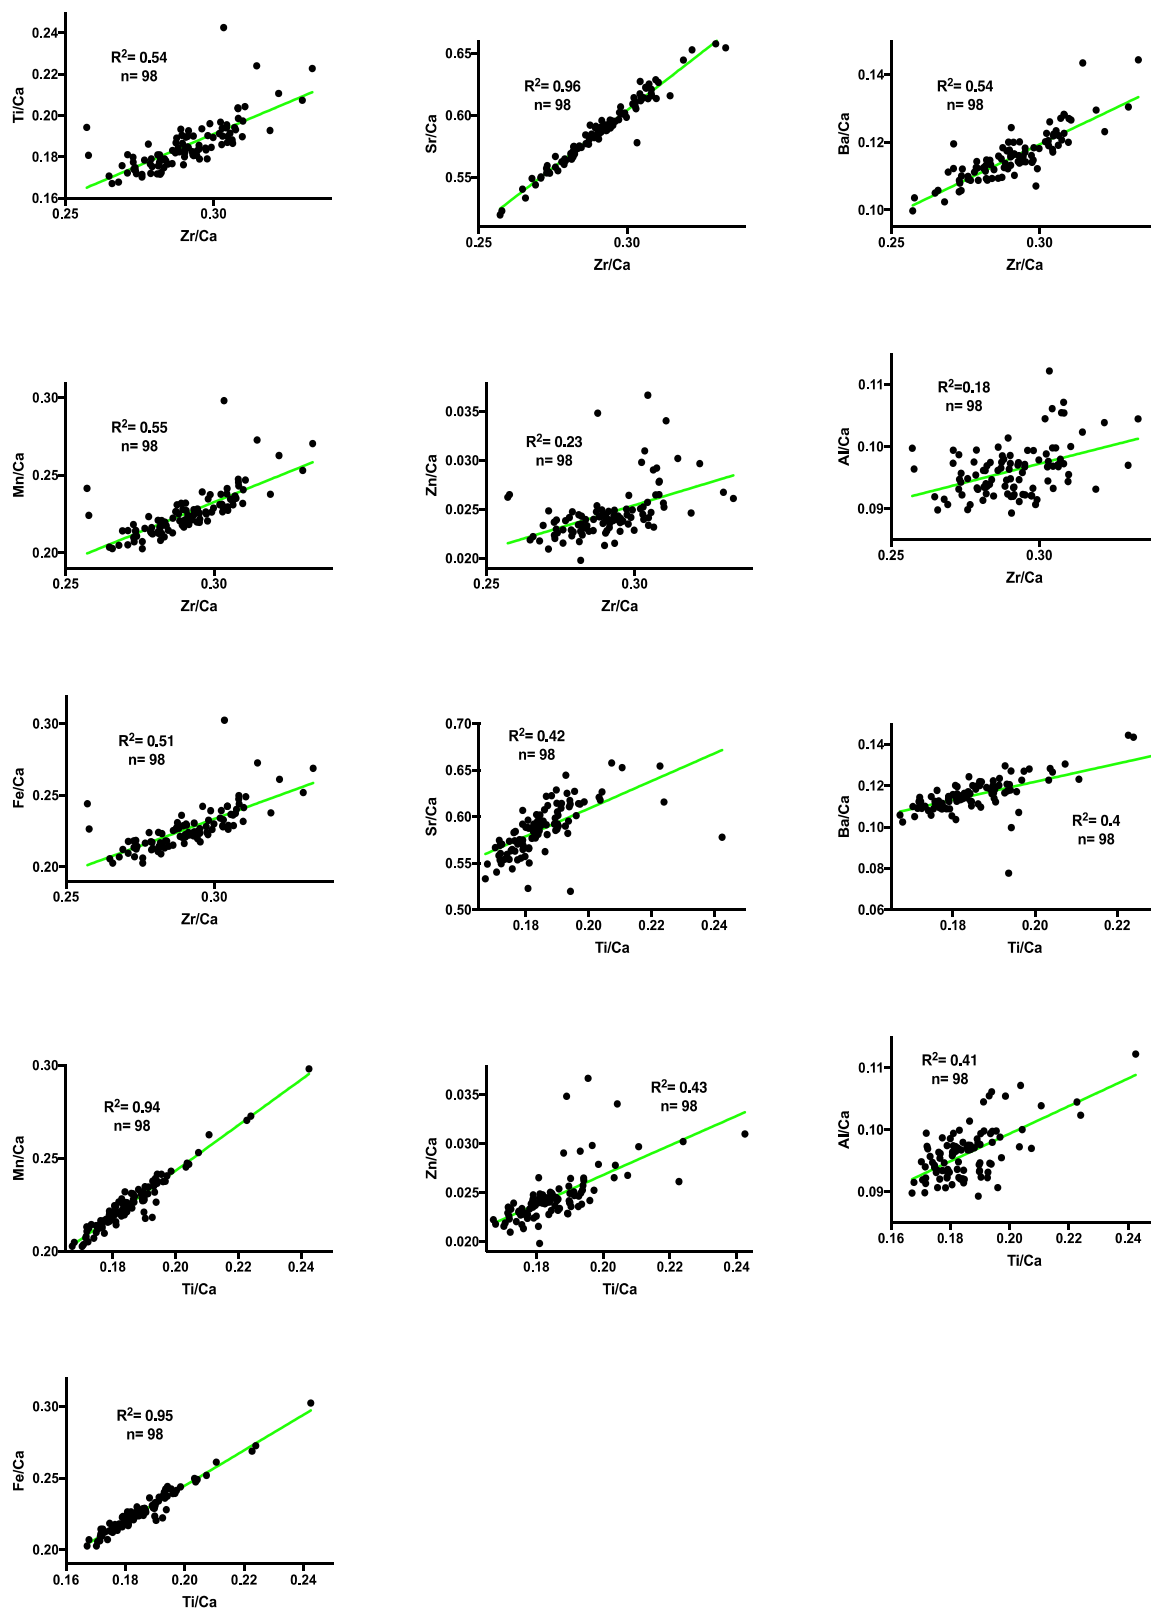 Ti/Ca
0.24
0.22
0.20
0.18
0.16
R²= 0.54
n= 98
0.25
0.30
Zr/Ca
Sr/Ca
0.65
0.60
0.55
R²= 0.96
n= 98
0.25
0.30
Zr/Ca
Ba/Ca
0.14
0.12
0.10
R²= 0.54
n= 98
0.25
0.30
Zr/Ca
Mn/Ca
0.30
0.25
0.20
R²= 0.55
n= 98
0.25
0.30
Zr/Ca
Zn/Ca
0.035
0.030
0.025
0.020
R²= 0.23
n= 98
0.25
0.30
Zr/Ca
Al/Ca
0.11
0.10
0.09
R²=0.18
n= 98
0.25
0.30
Zr/Ca
Fe/Ca
0.30
0.25
0.20
R²= 0.51
n= 98
0.25
0.30
Zr/Ca
Sr/Ca
0.70
0.65
0.60
0.55
0.50
R²= 0.42
n= 98
0.18
0.20
0.22
0.24
Ti/Ca
Ba/Ca
0.14
0.12
0.10
0.08
0.06
R²= 0.4
n= 98
0.18
0.20
0.22
Ti/Ca
Mn/Ca
0.30
0.25
0.20
R²= 0.94
n= 98
0.18
0.20
0.22
0.24
Ti/Ca
Zn/Ca
0.035
0.030
0.025
0.020
R²= 0.43
n= 98
0.18
0.20
0.22
0.24
Ti/Ca
Al/Ca
0.11
0.10
0.09
R²= 0.41
n= 98
0.16
0.18
0.20
0.22
0.24
Ti/Ca
Fe/Ca
0.30
0.25
0.20
R²= 0.95
n= 98
0.16
0.18
0.20
0.22
0.24
Ti/Ca